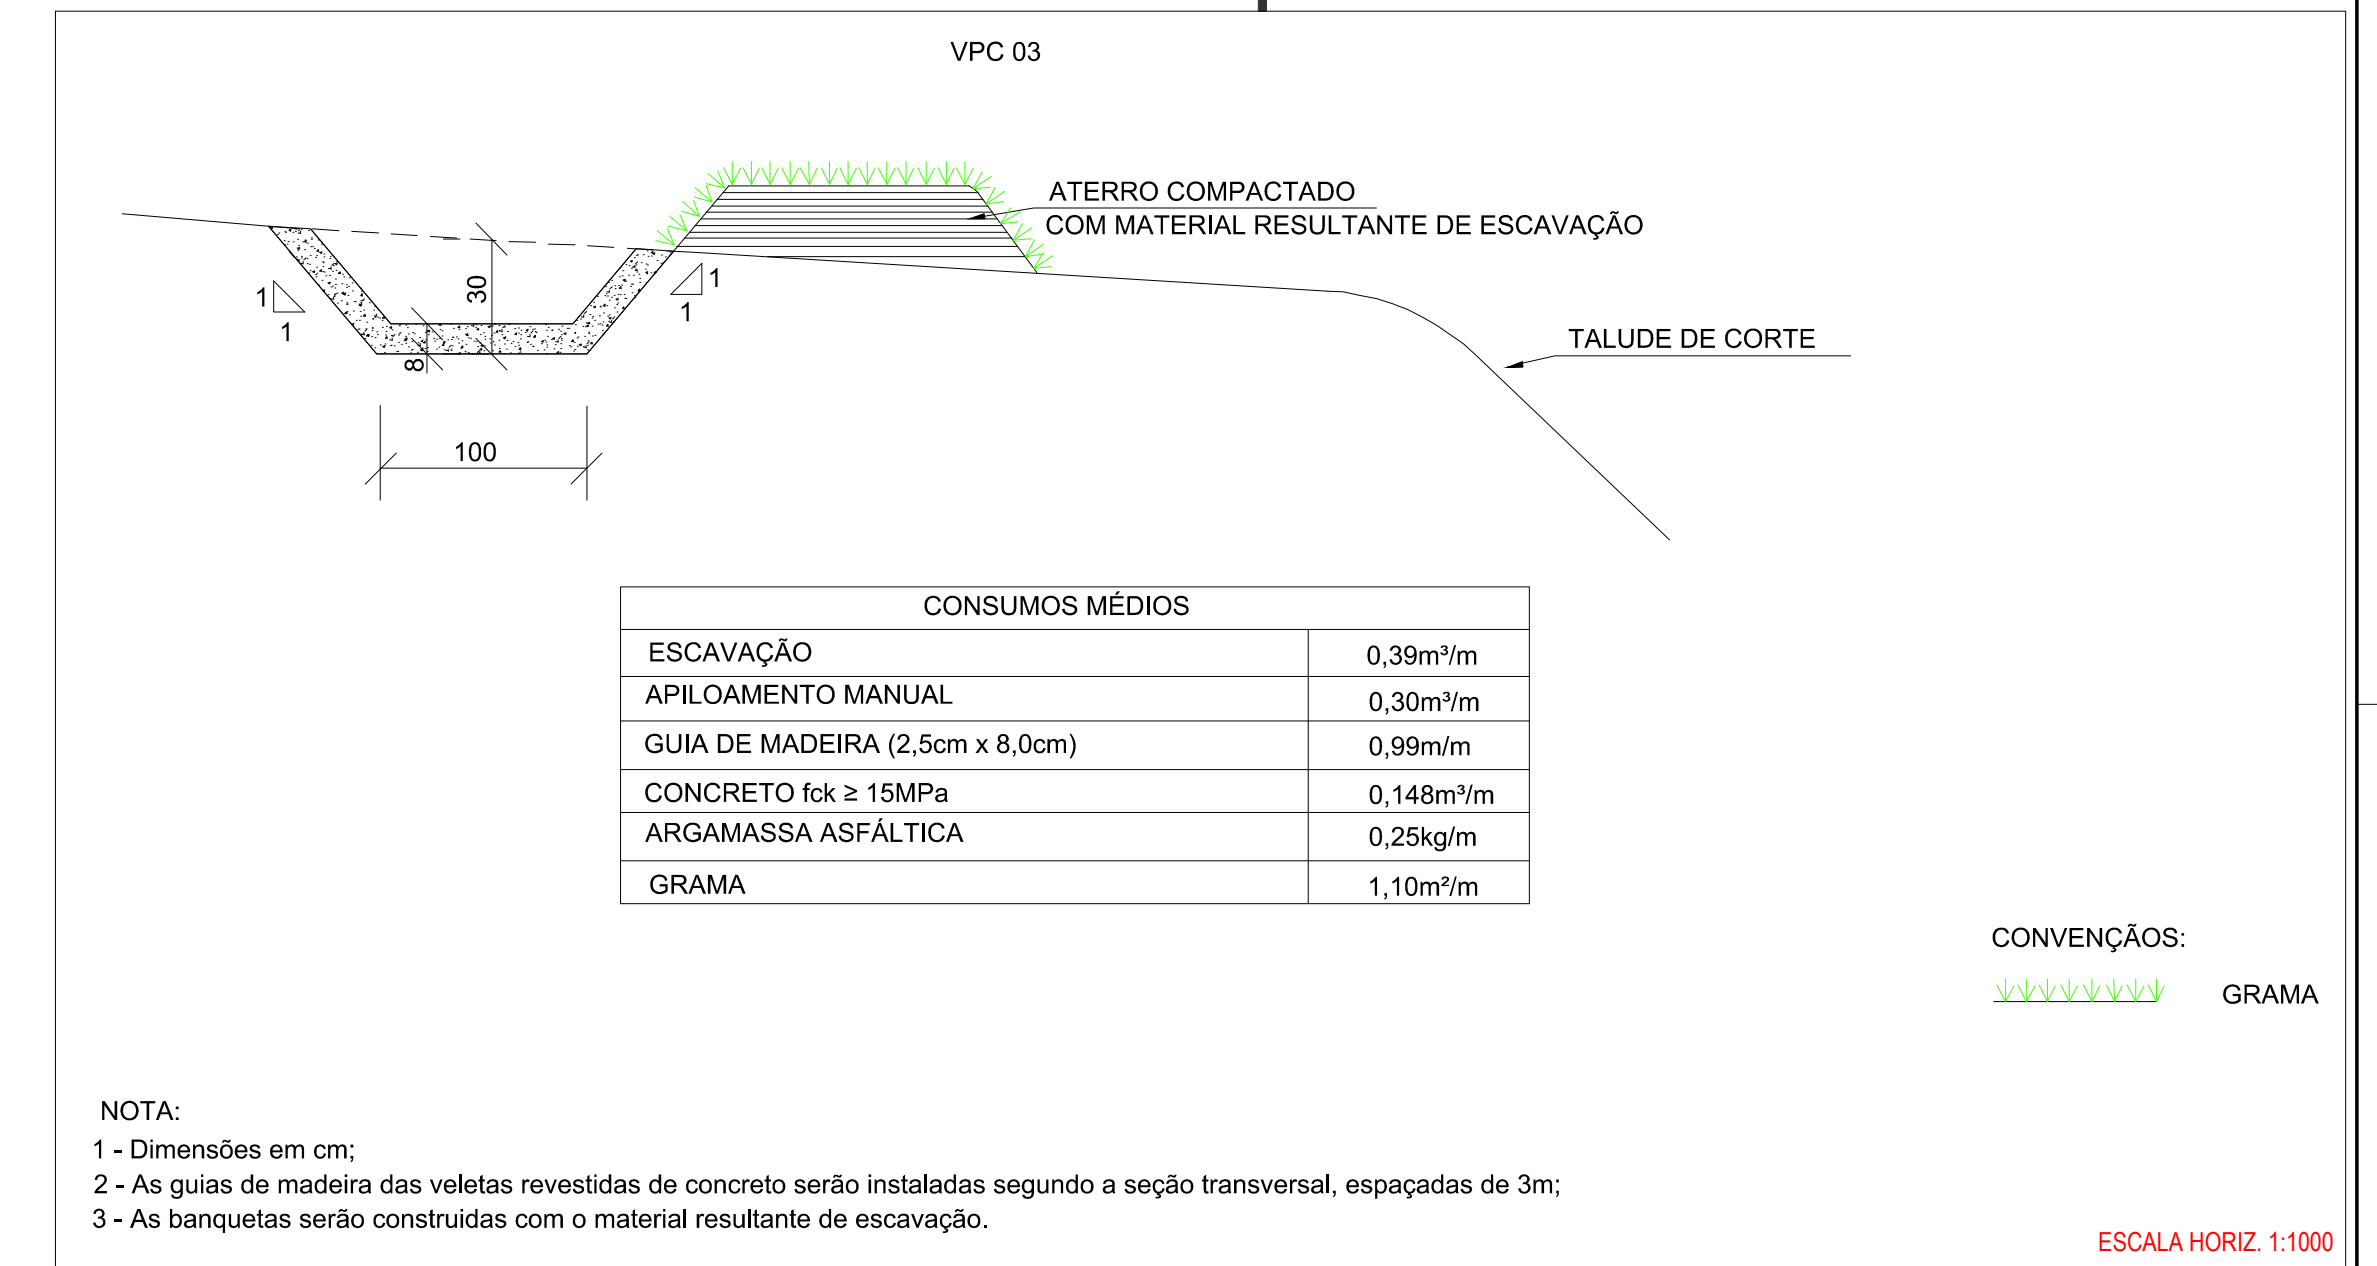 VPC 03
ATERRO COMPACTADO
COM MATERIAL RESULTANTE DE ESCAVAÇÃO
30
1
1
1
1
8
TALUDE DE CORTE
100
CONSUMOS MÉDIOS
ESCAVAÇÃO 0,39m³/m
APILOAMENTO MANUAL 0,30m³/m
GUIA DE MADEIRA (2,5cm x 8,0cm) 0,99m/m
CONCRETO fck ≥ 15MPa 0,148m³/m
ARGAMASSA ASFÁLTICA 0,25kg/m
GRAMA 1,10m²/m
CONVENÇÃOS:
GRAMA
NOTA:
1 - Dimensões em cm;
2 - As guias de madeira das veletas revestidas de concreto serão instaladas segundo a seção transversal, espaçadas de 3m;
3 - As banquetas serão construidas com o material resultante de escavação.
ESCALA HORIZ. 1:1000